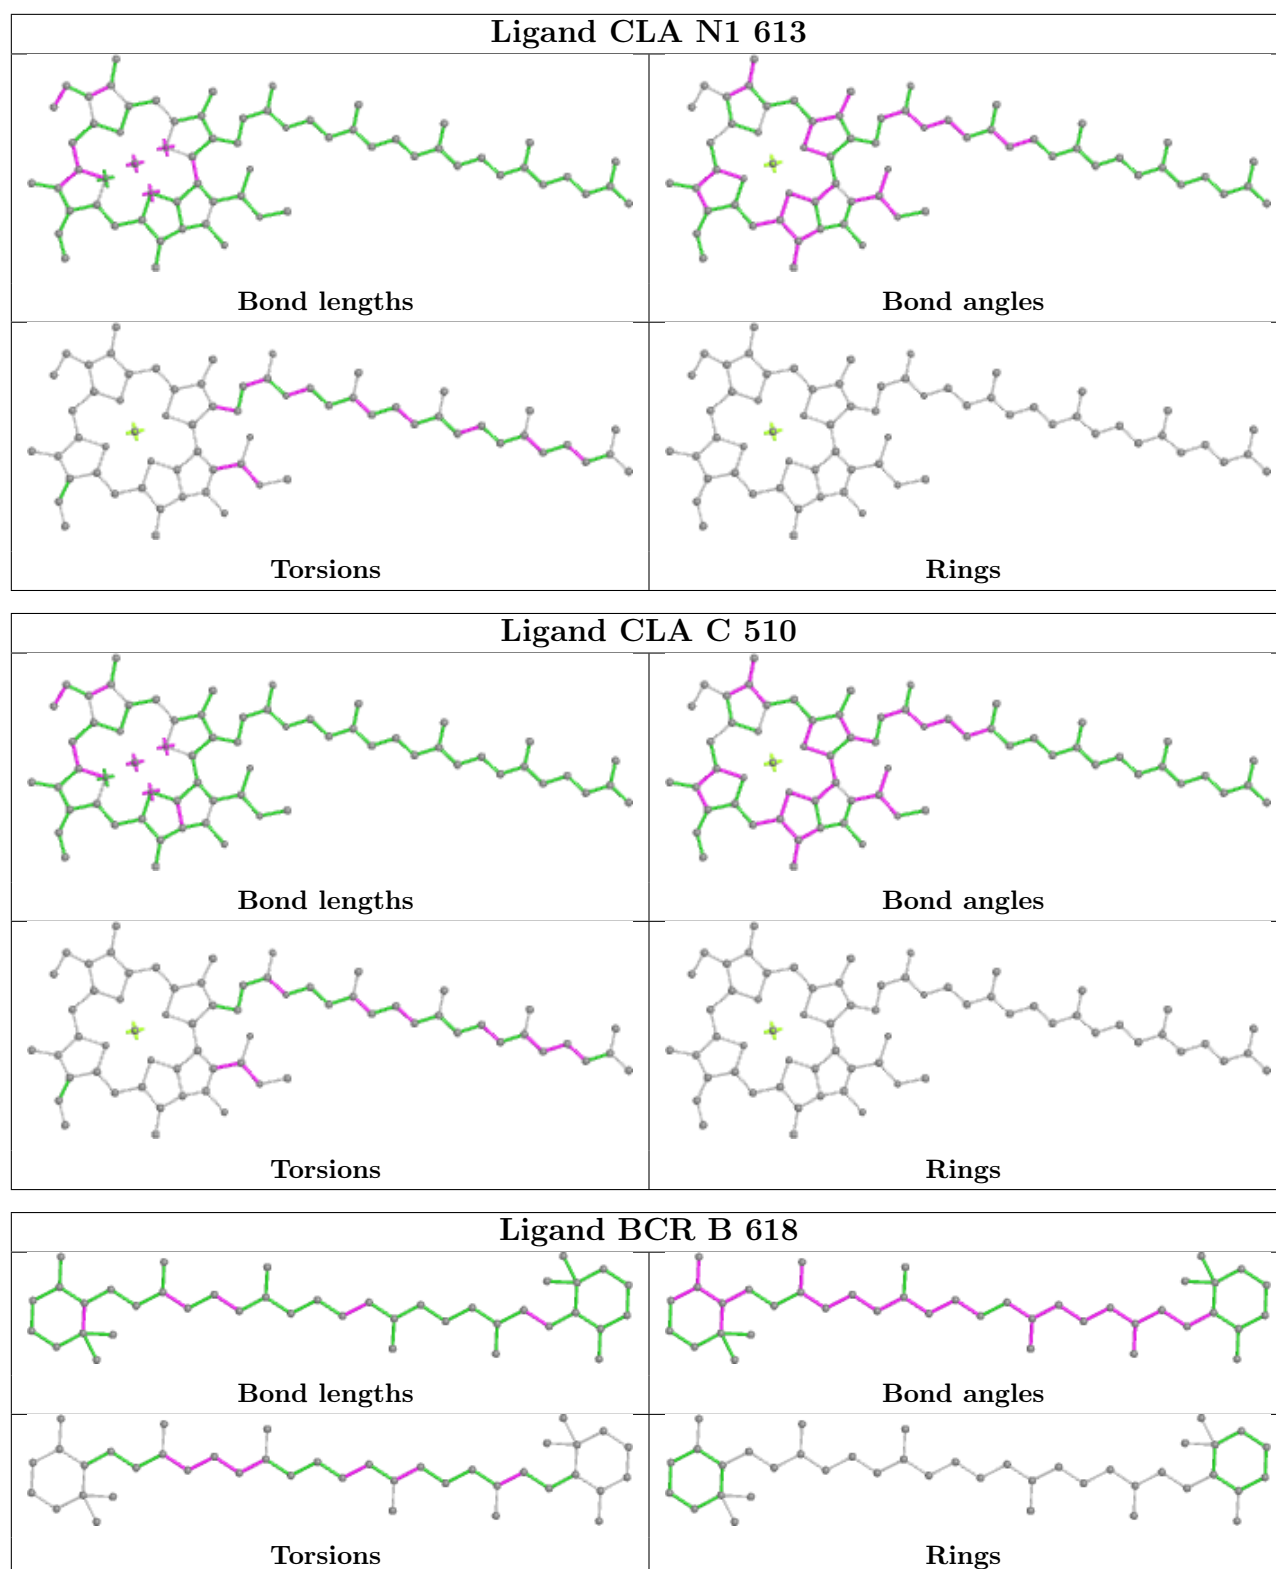 Ligand CLA N1 613
Bond lengths
Bond angles
Torsions
Rings
Ligand CLA C 510
Bond lengths
Bond angles
Torsions
Rings
Ligand BCR B 618
Bond lengths
Bond angles
Torsions
Rings